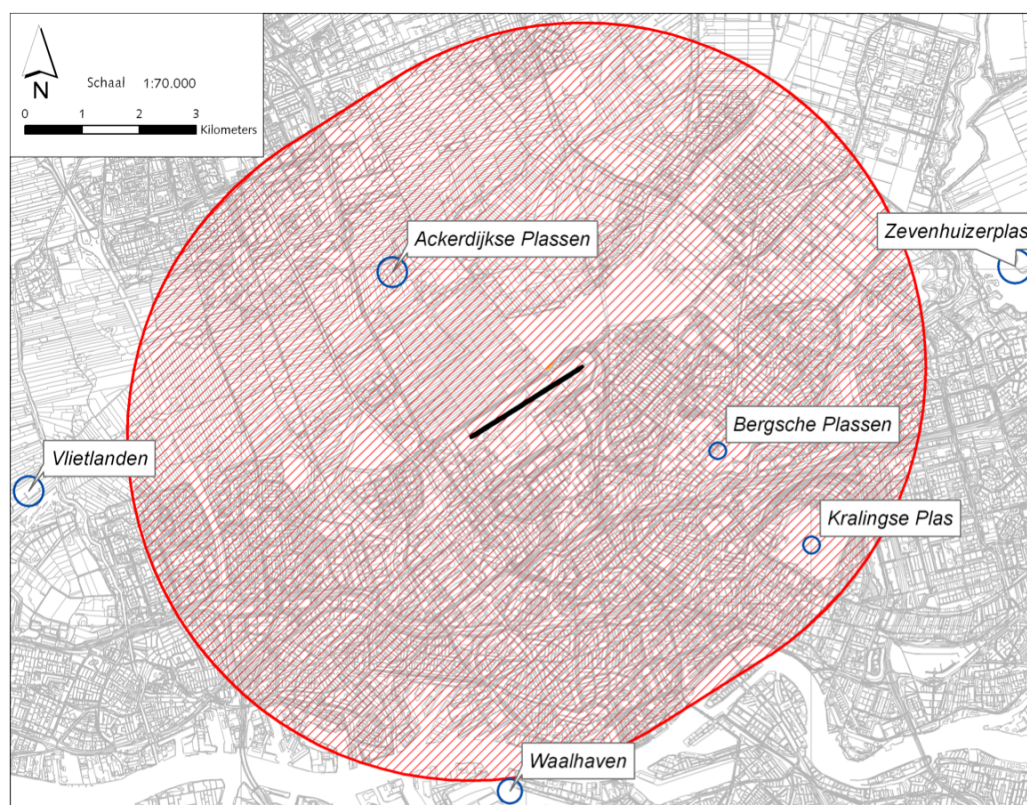 Schaal 1:70.000
N
0 1 2 3
Kilometers
Ackerdijkse Plassen
Zevenhuizerplas
Bergsche Plassen
Vlietlanden
Kralingse Plas
Waalhaven